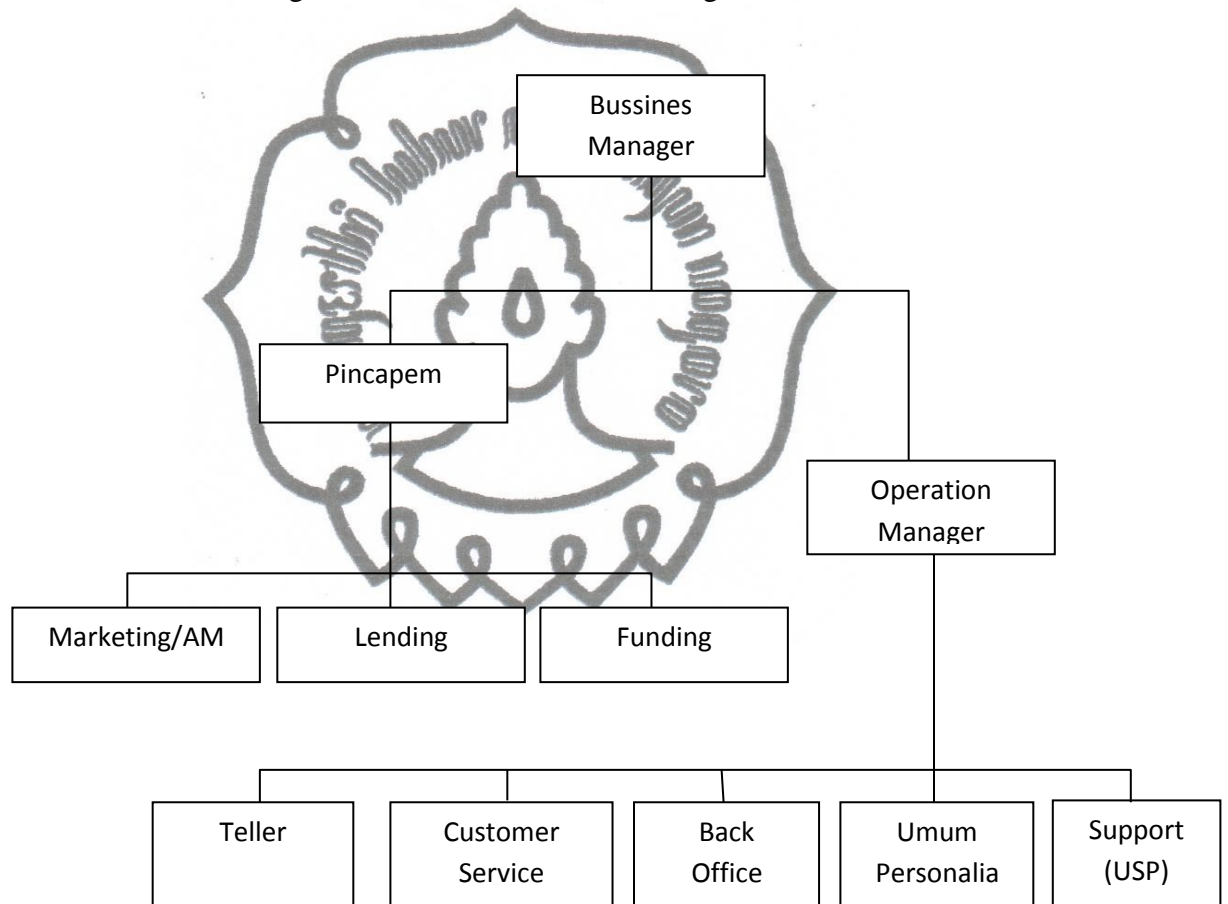 Bussines
Manager
Pincapem
Operation
Manager
Marketing/AM
Lending
Funding
Teller
Customer
Service
Back
Office
Umum
Personalia
Support
(USP)